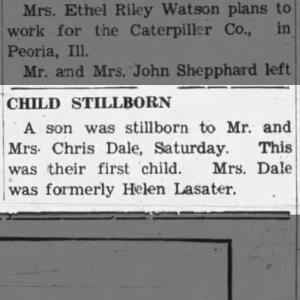 Mrs. Ethel Riley Watson plans to
work for the Caterpiller Co., in
Peoria, Ill.
Mr. and Mrs. John Shepphard left
CHILD STILLBORN
A son was stillborn to Mr. and
Mrs. Chris Dale, Saturday. This
was their first child. Mrs. Dale
was formerly Helen Lasater.